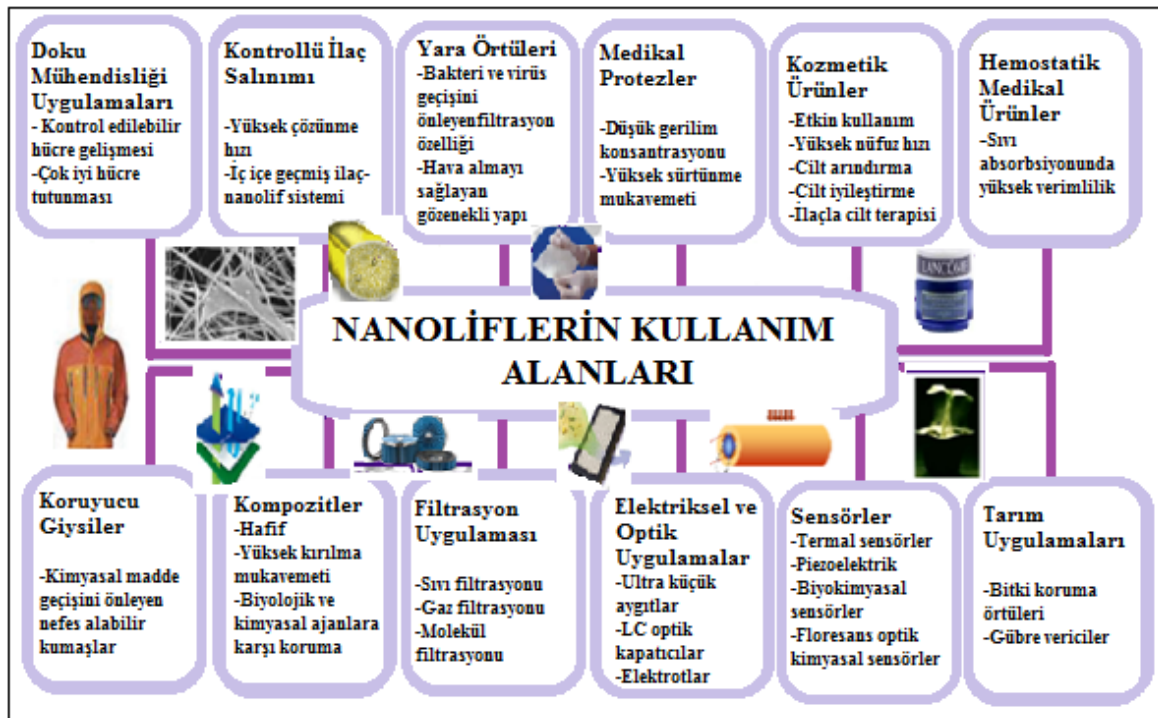 Doku
Mühendisliği
Uygulamaları
- Kontrol edilebilir
hücre gelişmesi
-Çok iyi hücre
tutunması
Kontrollü İlaç
Salınımı
-Yüksek çözünme
hızı
-İç içe geçmiş ilaç-
nanolif sistemi
Yara Örtüleri
-Bakteri ve virüs
geçişini
önleyenfiltrasyon
özelliği
-Hava almayı
sağlayan
gözenekli yapı
Medikal
Protezler
-Düşük gerilim
konsantrasyonu
-Yüksek sürtünme
mukavemeti
Kozmetik
Ürünler
-Etkin kullanım
-Yüksek nüfuz hızı
-Cilt arındırma
-Cilt iyileştirme
-İlaçla cilt terapisi
Hemostatik
Medikal
Ürünler
-Sıvı
absorbsiyonunda
yüksek verimlilik
LANCÔME
NANOLİFLERİN KULLANIM
ALANLARI
Koruyucu
Giysiler
-Kimyasal madde
geçişini önleyen
nefes alabilir
kumaşlar
Kompozitler
-Hafif
-Yüksek kırılma
mukavemeti
-Biyolojik ve
kimyasal ajanlara
karşı koruma
Filtrasyon
Uygulaması
-Sıvı filtrasyonu
-Gaz filtrasyonu
-Molekül
filtrasyonu
Elektriksel ve
Optik
Uygulamalar
-Ultra küçük
aygıtlar
-LC optik
kapatıcılar
-Elektrotlar
Sensörler
-Termal sensörler
-Piezoelektrik
-Biyokimyasal
sensörler
-Floresans optik
kimyasal sensörler
Tarım
Uygulamaları
-Bitki koruma
örtüleri
-Gübre vericiler